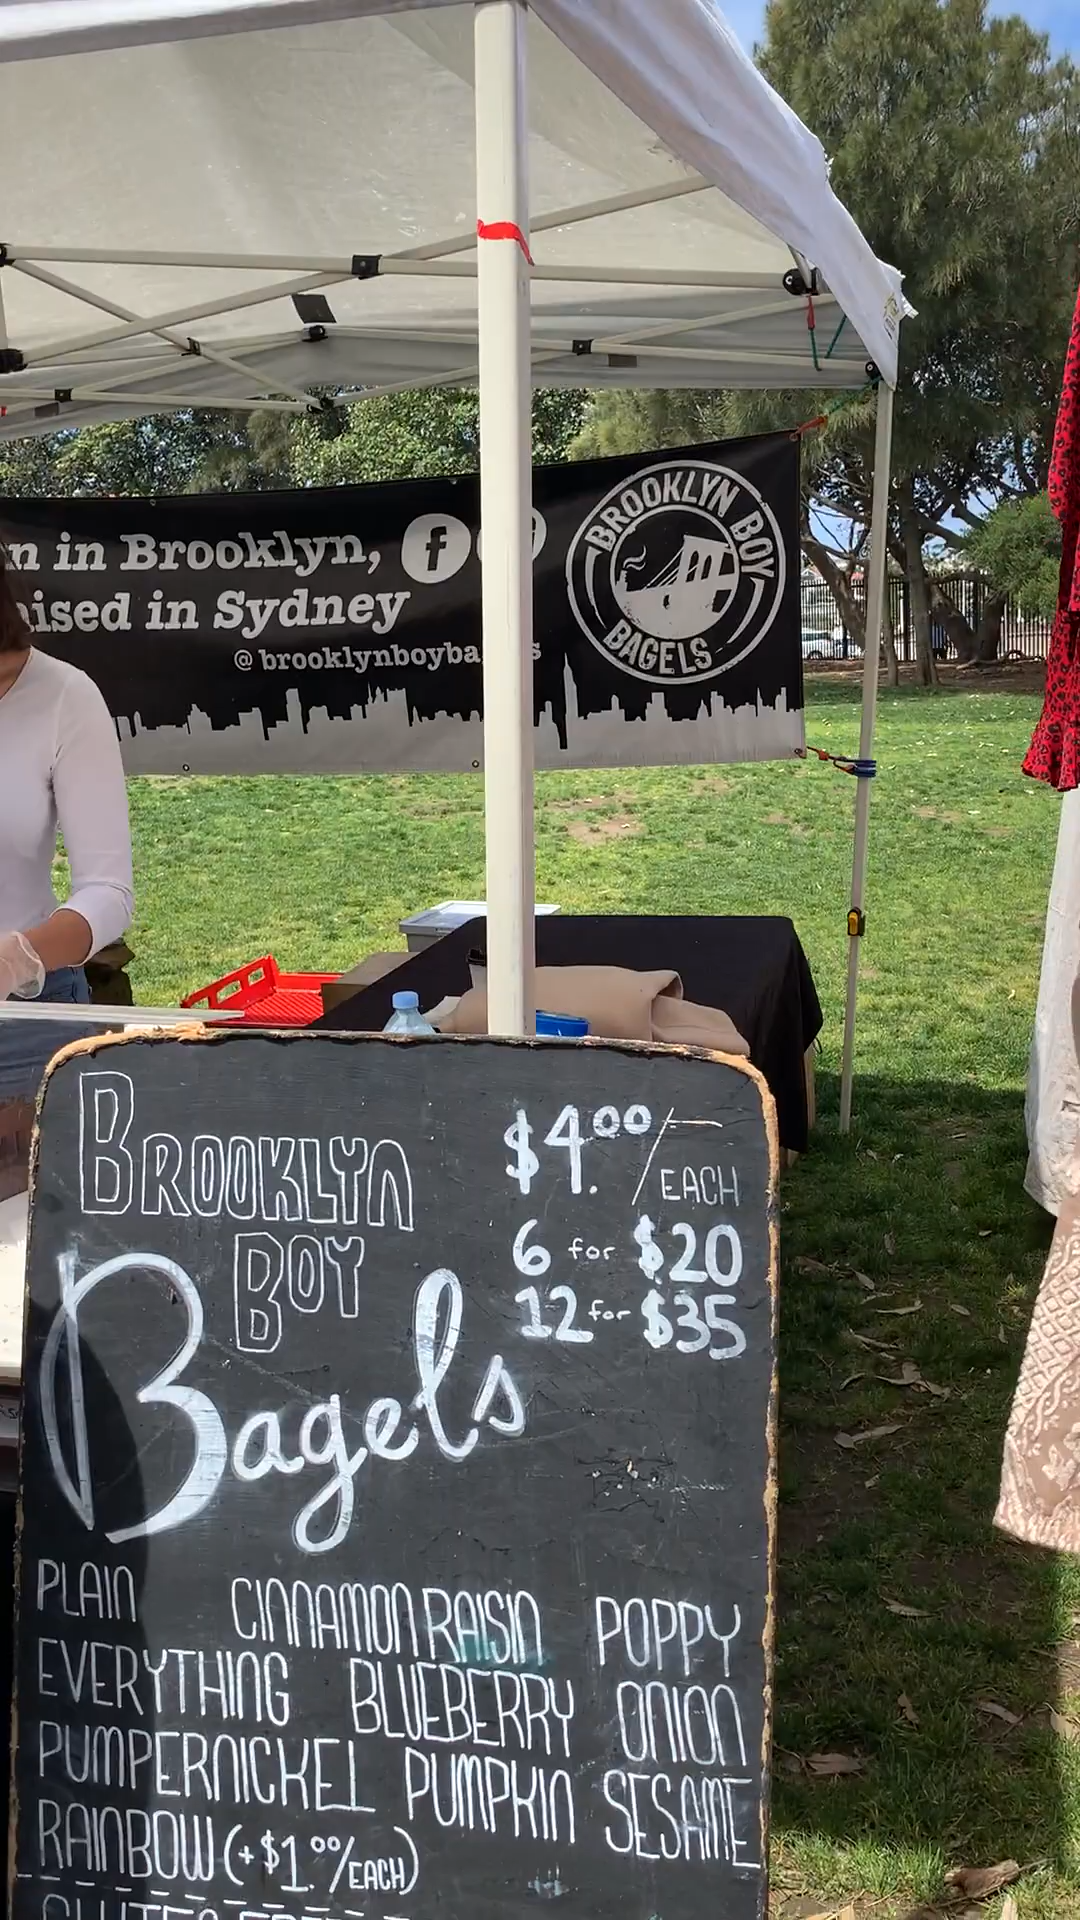 n in Brooklyn,
ised in Sydney
@brooklynboyba s
BROOKLYN BOY
BAGELS
BROOKLYN
BOY
Bagels
$4.00/EACH
6 for $20
12 for $35
PLAIN CINNAMON RAISIN POPPY
EVERYTHING BLUEBERRY ONION
PUMPERNICKEL PUMPKIN SESAME
RAINBOW (+$1.00/EACH)